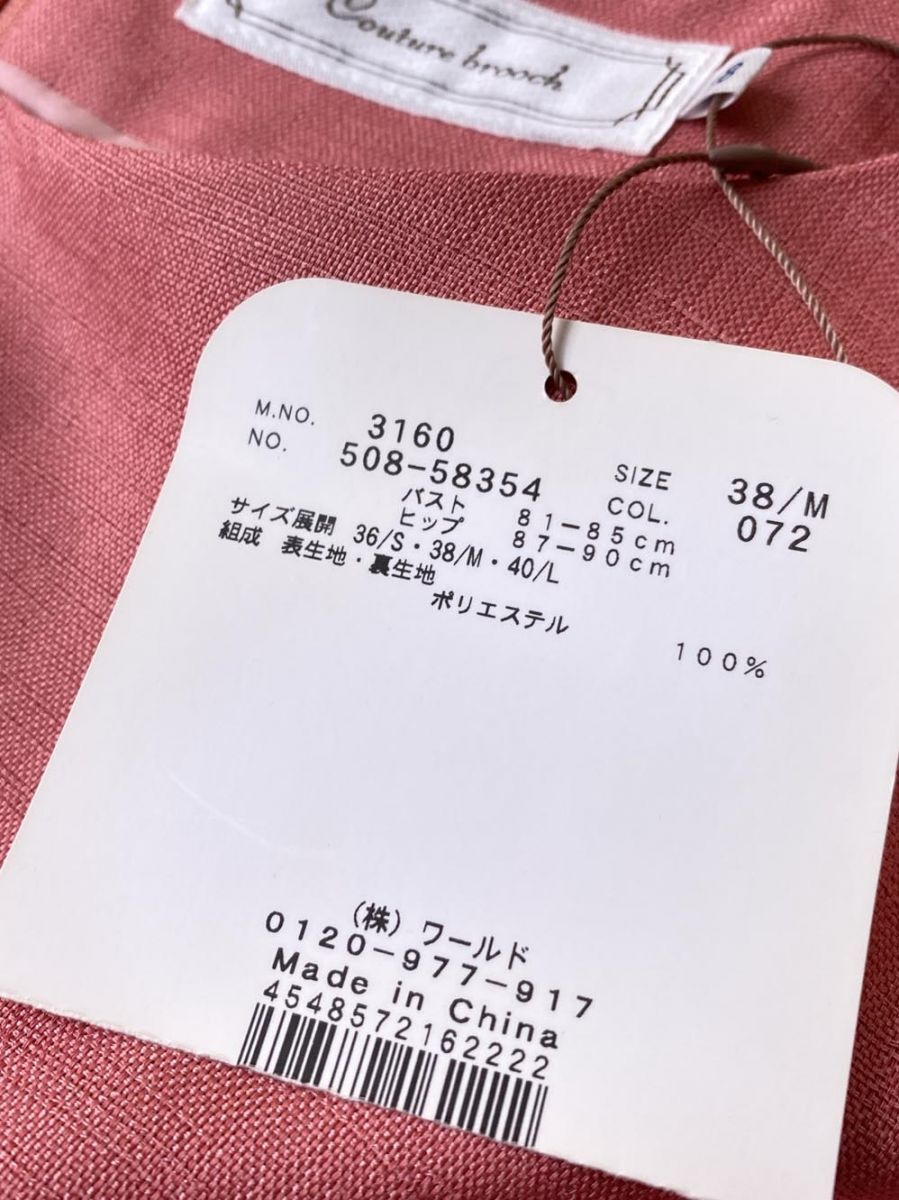 Couture brooch
M.NO. 3160 SIZE 38/M
NO. 508-58354 COL. 072
バスト 81-85cm
ヒップ 87-90cm
サイズ展開 36/S・38/M・40/L
組成 表生地・裏生地
ポリエステル 100%
(株)ワールド
0120-977-917
Made in China
4548572162222